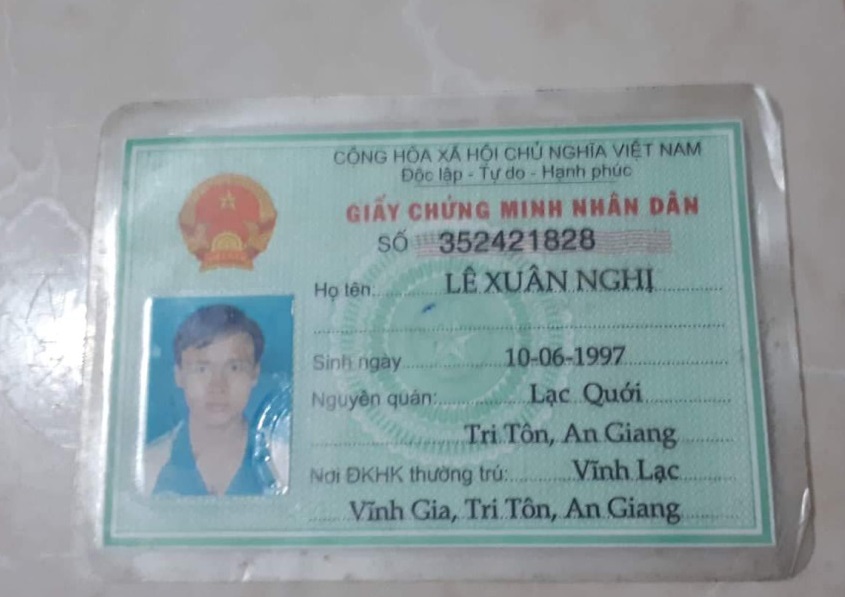 CỘNG HÒA XÃ HỘI CHỦ NGHĨA VIỆT NAM
Độc lập - Tự do - Hạnh phúc
GIẤY CHỨNG MINH NHÂN DÂN
SỐ 352421828
Họ tên: LÊ XUÂN NGHỊ
Sinh ngày 10-06-1997
Nguyên quán: Lạc Quới
Tri Tôn, An Giang
Nơi ĐKHK thường trú: Vĩnh Lạc
Vĩnh Gia, Tri Tôn, An Giang